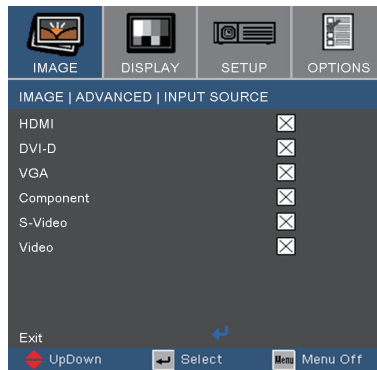 IMAGE DISPLAY SETUP OPTIONS
IMAGE | ADVANCED | INPUT SOURCE
HDMI
DVI-D
VGA
Component
S-Video
Video
Exit
UpDown Select Menu Menu Off